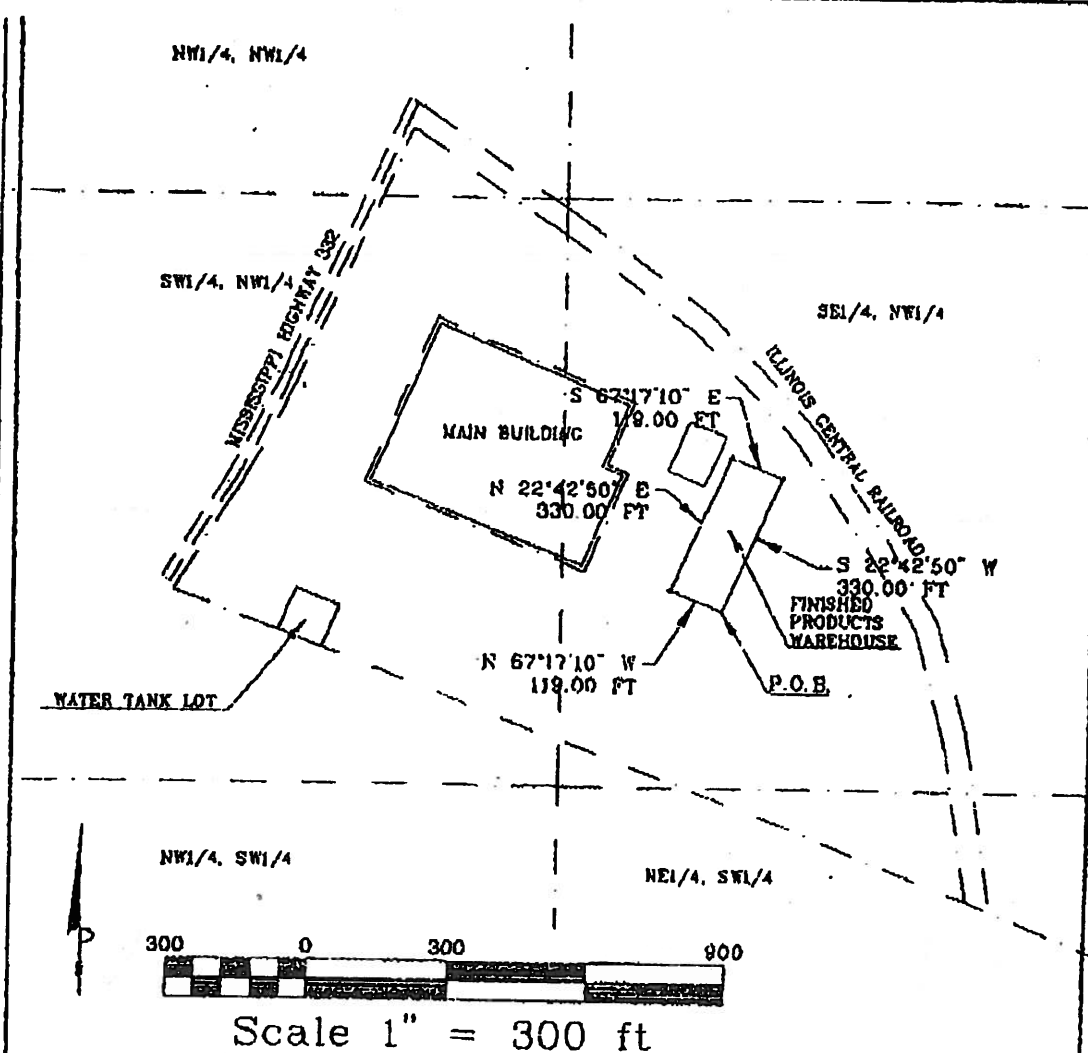 NW1/4, NW1/4
SW1/4, NW1/4
MISSISSIPPI HIGHWAY 332
SE1/4, NW1/4
ILLINOIS CENTRAL RAILROAD
MAIN BUILDING
S 67°17'10" E
119.00 FT
N 22°42'50" E
330.00 FT
S 22°42'50" W
330.00' FT
FINISHED
PRODUCTS
WAREHOUSE
N 67°17'10" W
119.00 FT
P.O.B.
WATER TANK LOT
NW1/4, SW1/4
NE1/4, SW1/4
300 0 300 900
Scale 1" = 300 ft